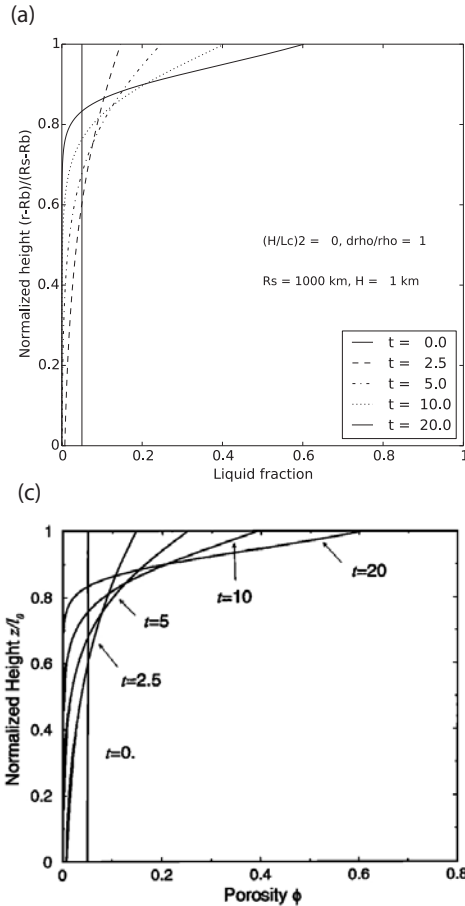 (a)
1
0.8
0.6
0.4
0.2
0
Normalized height (r-Rb)/(Rs-Rb)
(H/Lc)2 = 0, drho/rho = 1
Rs = 1000 km, H = 1 km
t = 0.0
t = 2.5
t = 5.0
t = 10.0
t = 20.0
0 0.2 0.4 0.6 0.8 1
Liquid fraction
(c)
1
0.8
0.6
0.4
0.2
0
Normalized Height z/l₀
t=20
t=10
t=5
t=2.5
t=0.
0 0.2 0.4 0.6 0.8
Porosity ϕ